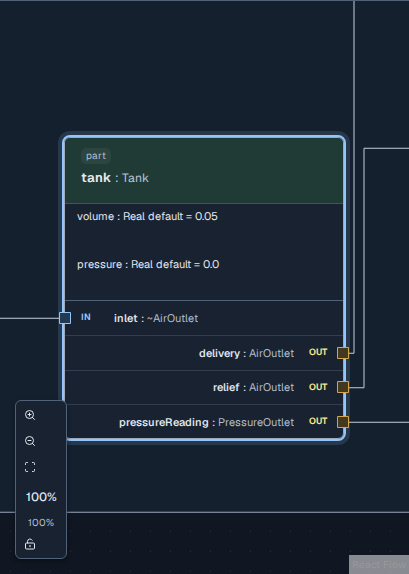 part
tank : Tank
volume : Real default = 0.05
pressure : Real default = 0.0
IN inlet : ~AirOutlet
delivery : AirOutlet OUT
relief : AirOutlet OUT
pressureReading : PressureOutlet OUT
100%
100%
React Flow